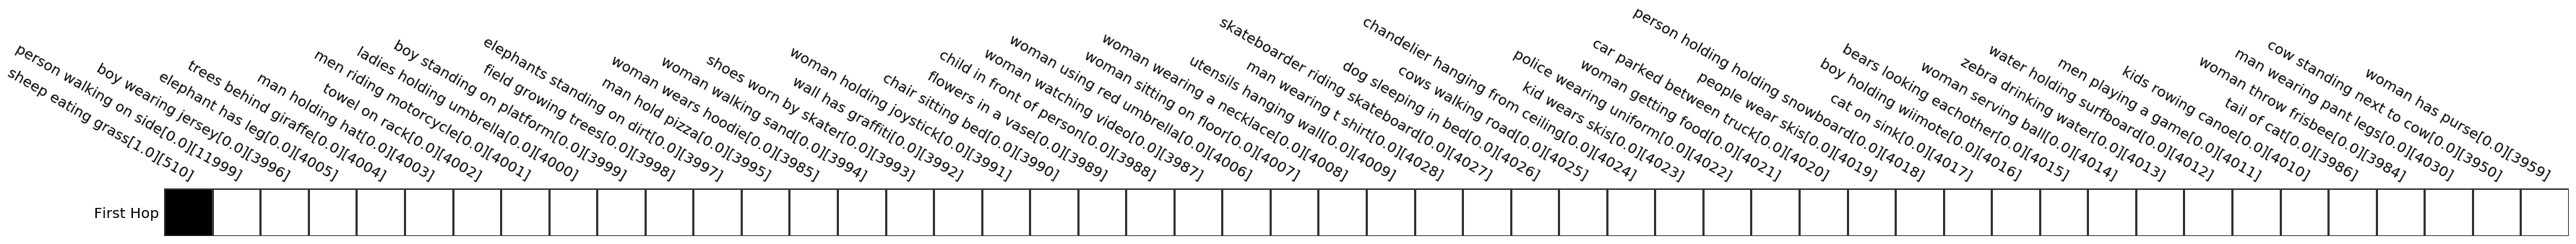 sheep eating grass[1.0][510]
person walking on side[0.0][11999]
boy wearing jersey[0.0][3996]
elephant has leg[0.0][4005]
trees behind giraffe[0.0][4004]
man holding hat[0.0][4003]
towel on rack[0.0][4002]
men riding motorcycle[0.0][4001]
ladies holding umbrella[0.0][4000]
boy standing on platform[0.0][3999]
field growing trees[0.0][3998]
elephants standing on dirt[0.0][3997]
man hold pizza[0.0][3995]
woman wears hoodie[0.0][3985]
woman walking sand[0.0][3994]
shoes worn by skater[0.0][3993]
wall has graffiti[0.0][3992]
woman holding joystick[0.0][3991]
chair sitting bed[0.0][3990]
flowers in a vase[0.0][3989]
child in front of person[0.0][3988]
woman watching video[0.0][3987]
woman using red umbrella[0.0][4006]
woman sitting on floor[0.0][4007]
woman wearing a necklace[0.0][4008]
utensils hanging wall[0.0][4009]
man wearing t shirt[0.0][4028]
skateboarder riding skateboard[0.0][4027]
dog sleeping in bed[0.0][4026]
cows walking road[0.0][4025]
chandelier hanging from ceiling[0.0][4024]
kid wears skis[0.0][4023]
police wearing uniform[0.0][4022]
woman getting food[0.0][4021]
car parked between truck[0.0][4020]
people wear skis[0.0][4019]
person holding holding snowboard[0.0][4018]
cat on sink[0.0][4017]
boy holding wiimote[0.0][4016]
bears looking eachother[0.0][4015]
woman serving ball[0.0][4014]
zebra drinking water[0.0][4013]
water holding surfboard[0.0][4012]
men playing a game[0.0][4011]
kids rowing canoe[0.0][4010]
tail of cat[0.0][3986]
woman throw frisbee[0.0][3984]
man wearing pant legs[0.0][4030]
cow standing next to cow[0.0][3950]
woman has purse[0.0][3959]
First Hop